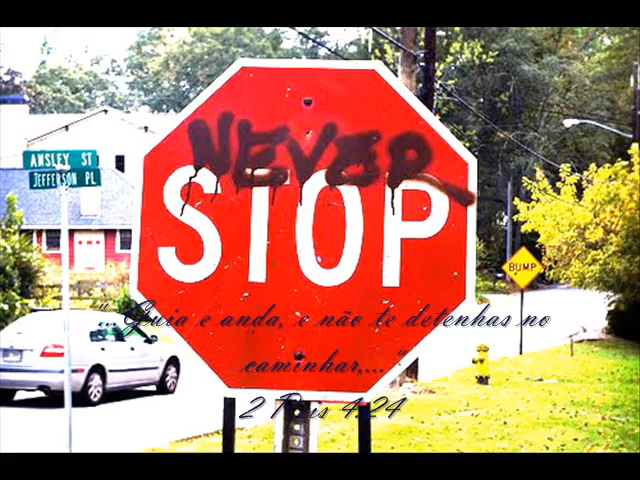 NEVER
STOP
ANSLEY ST
JEFFERSON PL
BUMP
"...Guia e anda, e não te detenhas no
caminhar,..."
2 Reis 4:24